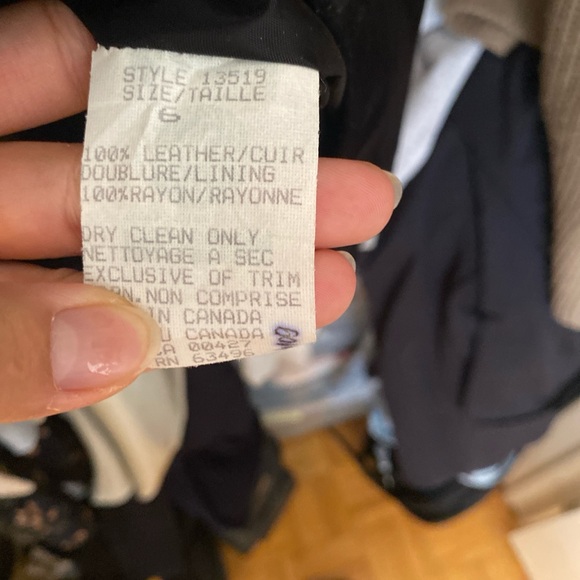 STYLE 13519
SIZE/TAILLE
6
100% LEATHER/CUIR
DOUBLURE/LINING
100%RAYON/RAYONNE
DRY CLEAN ONLY
NETTOYAGE A SEC
EXCLUSIVE OF TRIM
NON COMPRISE
IN CANADA
CANADA
00427
RN 63496